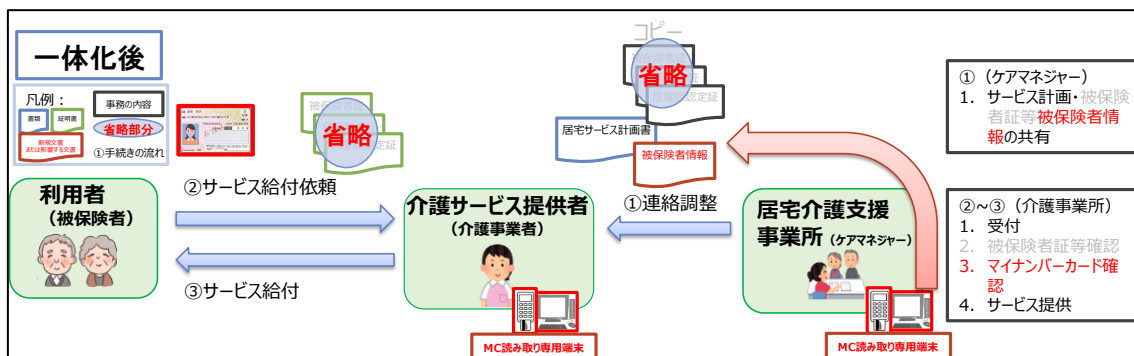 一体化後
凡例：
書類
証明書
事務の内容
省略部分
新規文書
または影響する文書
①手続きの流れ
省略
コピー
省略
居宅サービス計画書
被保険者情報
①（ケアマネジャー）
1. サービス計画・被保険
者証等被保険者情
報の共有
利用者
（被保険者）
②サービス給付依頼
③サービス給付
介護サービス提供者
（介護事業者）
①連絡調整
居宅介護支援
事業所（ケアマネジャー）
②~③（介護事業所）
1. 受付
2. 被保険者証等確認
3. マイナンバーカード確
認
4. サービス提供
MC読み取り専用端末
MC読み取り専用端末